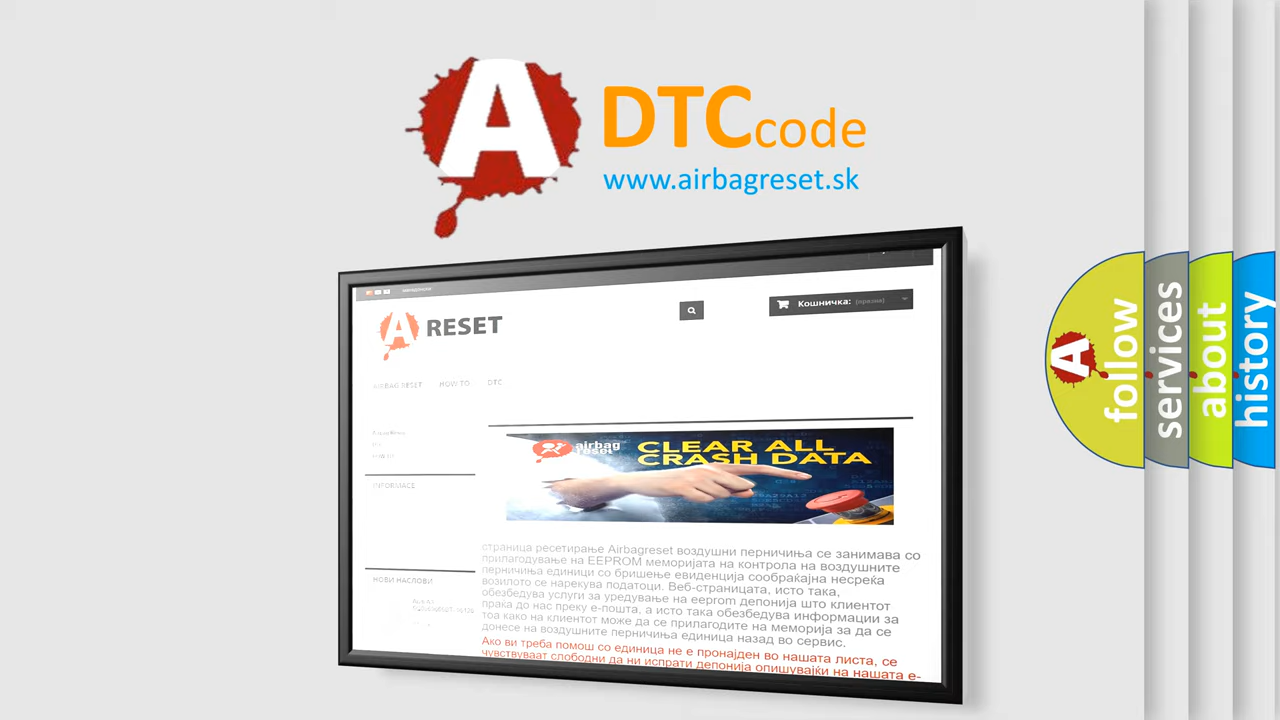 A
DTCcode
www.airbagreset.sk
A RESET
Кошничка: (празни)
AIRBAG RESET HOW TO DTC
INFORMACE
НОВИ НАСЛОВИ
airbag
reset
CLEAR ALL
CRASH DATA
страница ресетирање Airbagreset воздушни перничиња се занимава со
прилагодување на EEPROM меморијата на контрола на воздушните
перничиња единици со бришење евиденција сообраќајна несреќа
возилото се нарекува податоци. Веб-страницата, исто така,
обезбедува услуги за уредување на eeprom депонија што клиентот
праќа до нас преку е-пошта, а исто така обезбедува информации за
тоа како на клиентот може да се прилагодите на меморија за да се
донесе на воздушните перничиња единица назад во сервис.
Ако ви треба помош со единица не е пронајден во нашата листа, се
чувствуваат слободни да ни испрати депонија опишувајќи на нашата е-
A follow
services
about
history